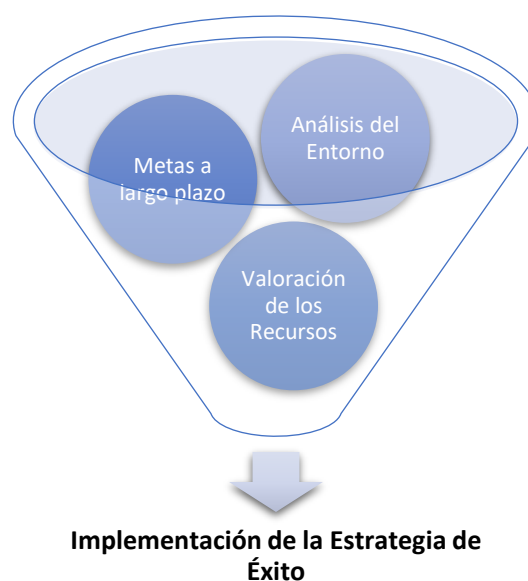 Análisis del
Entorno
Metas a
largo plazo
Valoración
de los
Recursos
Implementación de la Estrategia de
Éxito